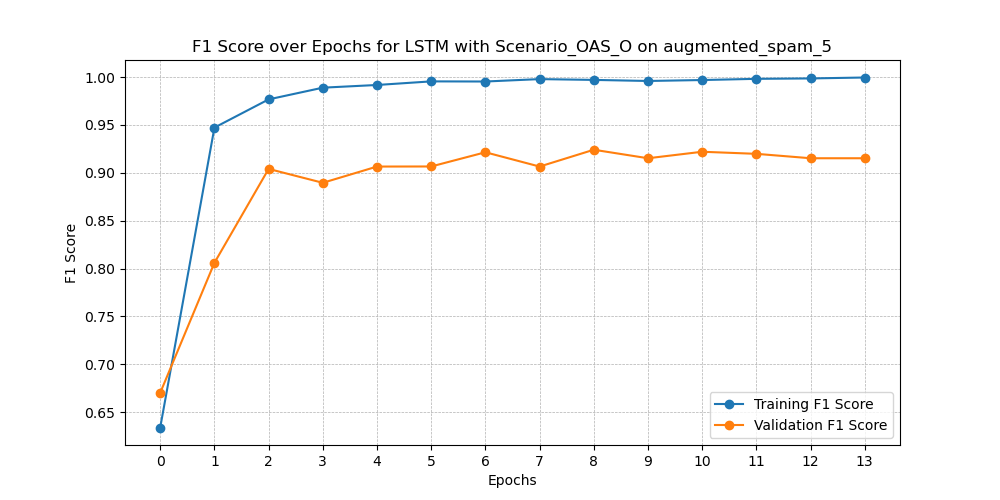 F1 Score over Epochs for LSTM with Scenario_OAS_O on augmented_spam_5
1.00
0.95
0.90
0.85
0.80
0.75
0.70
0.65
F1 Score
Training F1 Score
Validation F1 Score
0 1 2 3 4 5 6 7 8 9 10 11 12 13
Epochs